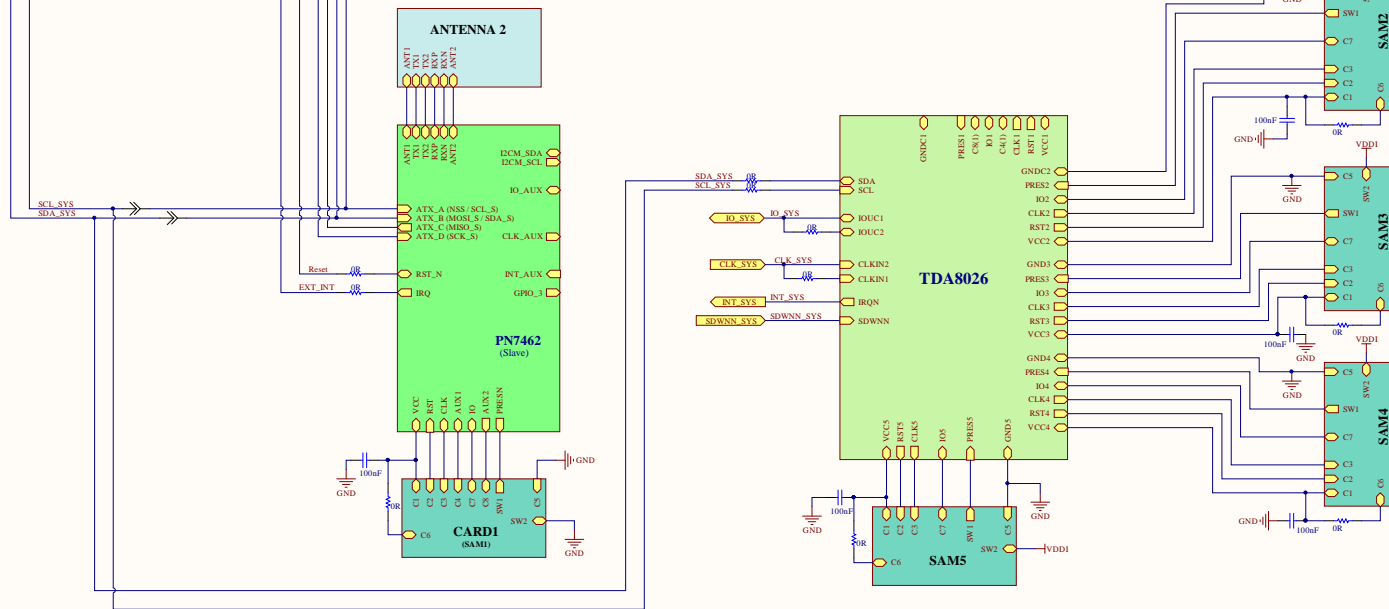 ANTENNA 2
ANT1
TX1
TX2
RXP
RXN
ANT2
ANT1
TX1
TX2
RXP
RXN
ANT2
I2CM_SDA
I2CM_SCL
IO_AUX
SCL_SYS
SDA_SYS
ATX_A (NSS / SCL_S)
ATX_B (MOSI_S / SDA_S)
ATX_C (MISO_S)
ATX_D (SCK_S)
CLK_AUX
Reset
0R
RST_N
INT_AUX
EXT_INT
0R
IRQ
GPIO_3
PN7462
(Slave)
VCC
RST
CLK
AUX1
IO
AUX2
PRESN
100nF
GND
GND
0R
C1
C2
C3
C4
C7
C8
SW1
C5
C6
SW2
CARD1
(SAM1)
GND
SDA_SYS
0R
SCL_SYS
0R
IO_SYS
IO_SYS
0R
CLK_SYS
CLK_SYS
0R
INT_SYS
INT_SYS
SDWNN_SYS
SDWNN_SYS
SDA
SCL
IOUC1
IOUC2
CLKIN2
CLKIN1
IRQN
SDWNN
TDA8026
GNDC1
PRES1
C8(1)
IO1
C4(1)
CLK1
RST1
VCC1
GNDC2
PRES2
IO2
CLK2
RST2
VCC2
GND3
PRES3
IO3
CLK3
RST3
VCC3
GND4
PRES4
IO4
CLK4
RST4
VCC4
VCC5
RST5
CLK5
IO5
PRES5
GND5
100nF
GND
GND
0R
C1
C2
C3
C7
SW1
C5
C6
SW2
SAM5
VDDI
GND
SW1
C7
C3
C2
C1
C6
SAM2
100nF
GND
0R
VDDI
C5
SW2
GND
SW1
C7
C3
C2
C1
C6
SAM3
100nF
GND
0R
VDDI
C5
SW2
GND
SW1
C7
C3
C2
C1
C6
SAM4
GND
100nF
0R